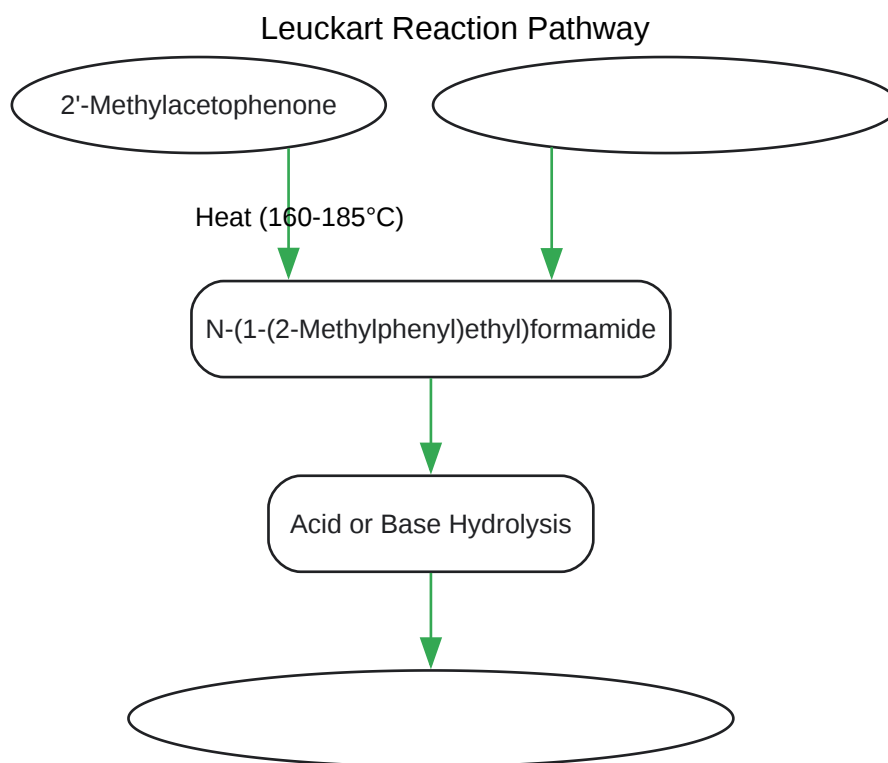 Leuckart Reaction Pathway
2'-Methylacetophenone
Heat (160-185°C)
N-(1-(2-Methylphenyl)ethyl)formamide
Acid or Base Hydrolysis